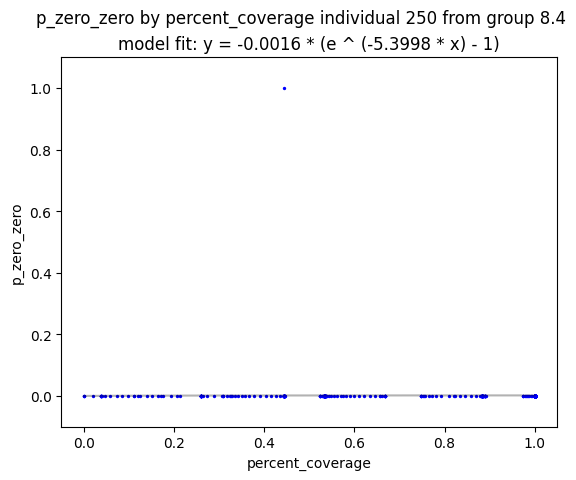 p_zero_zero by percent_coverage individual 250 from group 8.4
model fit: y = -0.0016 * (e ^ (-5.3998 * x) - 1)
1.0
0.8
0.6
0.4
0.2
0.0
p_zero_zero
0.0 0.2 0.4 0.6 0.8 1.0
percent_coverage